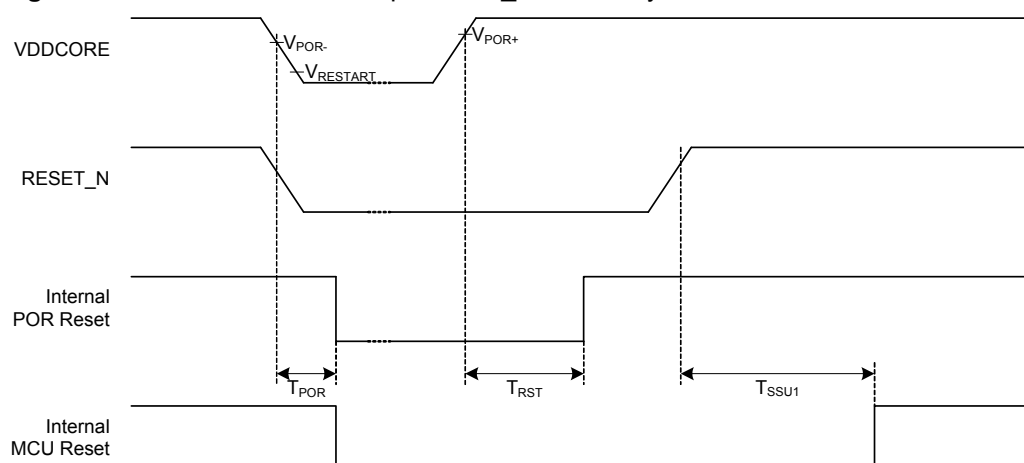 VDDCORE
VPOR-
VRESTART
VPOR+
RESET_N
Internal
POR Reset
TPOR
TRST
TSSU1
Internal
MCU Reset